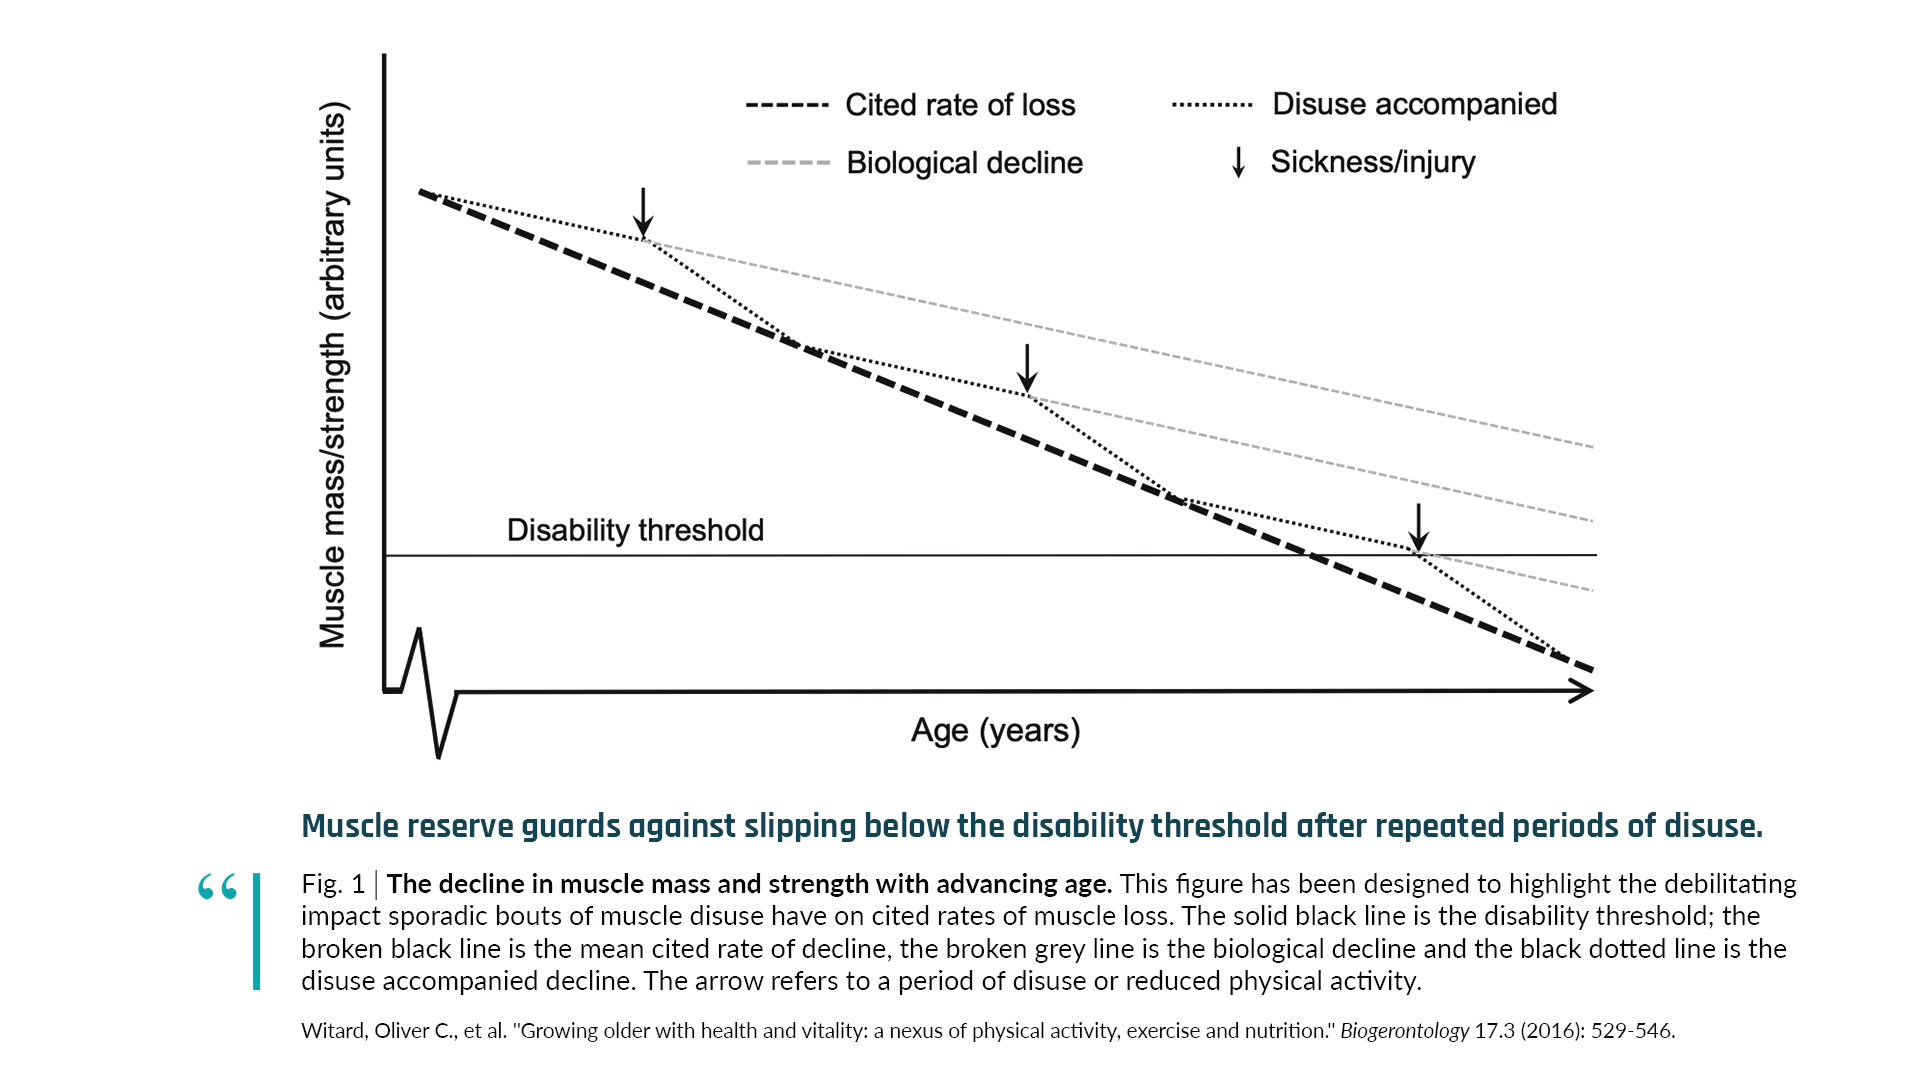 Muscle mass/strength (arbitrary units)
Cited rate of loss
Disuse accompanied
Biological decline
Sickness/injury
Disability threshold
Age (years)
Muscle reserve guards against slipping below the disability threshold after repeated periods of disuse.
“
Fig. 1 | The decline in muscle mass and strength with advancing age. This figure has been designed to highlight the debilitating
impact sporadic bouts of muscle disuse have on cited rates of muscle loss. The solid black line is the disability threshold; the
broken black line is the mean cited rate of decline, the broken grey line is the biological decline and the black dotted line is the
disuse accompanied decline. The arrow refers to a period of disuse or reduced physical activity.
Witard, Oliver C., et al. "Growing older with health and vitality: a nexus of physical activity, exercise and nutrition." Biogerontology 17.3 (2016): 529-546.